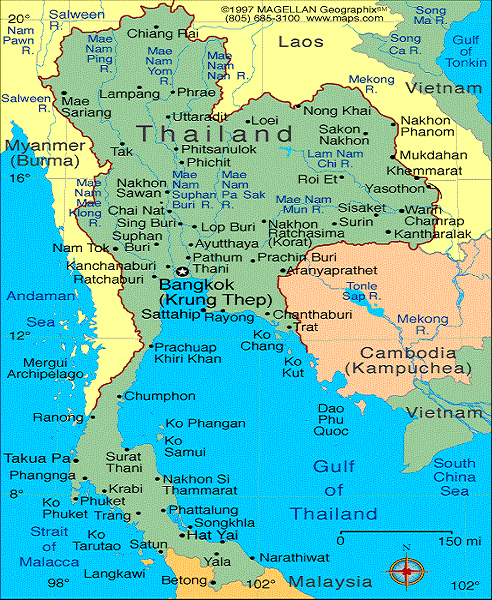 ©1997 MAGELLAN Geographix℠
(805) 685-3100 www.maps.com
20°
Salween
R.
Nam
Pawn R.
Chiang Rai
Laos
Song
Ma R.
Song
Ca R.
Gulf
of
Tonkin
Mae
Nam
Ping
R.
Mae
Nam
Yom
R.
Mae
Nam
Nan R.
Mekong
R.
Vietnam
Salween
R.
Mae
Sariang
Lampang
Phrae
Uttaradit
Loei
Nong Khai
Thailand
Sakon
Nakhon
Nakhon
Phanom
Myanmer
(Burma)
Tak
Phitsanulok
Phichit
Lam Nam
Chi R.
Mukdahan
Khemmarat
16°
Mae
Nam
Mae
Klong
R.
Nakhon
Sawan
Mae
Nam
Suphan
Buri R.
Mae
Nam
Pa Sak
R.
Roi Et
Yasothon
Mae Nam
Mun R.
Chai Nat
Sing Buri
Lop Buri
Nakhon
Ratchasima
(Korat)
Surin
Sisaket
Warin
Chamrap
Kantharalak
Nam Tok
Suphan
Buri
Ayutthaya
Pathum
Thani
Prachin Buri
Aranyaprathet
Kanchanaburi
Ratchaburi
Bangkok
(Krung Thep)
Tonle
Sap R.
Andaman
Sea
Sattahip
Rayong
Chanthaburi
Trat
Mekong
R.
12°
Ko
Chang
Ko
Kut
Cambodia
(Kampuchea)
Mergui
Archipelago
Prachuap
Khiri Khan
Chumphon
Dao
Phu
Quoc
Vietnam
Ranong
Ko Phangan
Ko
Samui
Takua Pa
Surat
Thani
Gulf
of
Thailand
South
China
Sea
Phangnga
Nakhon Si
Thammarat
8°
Krabi
Ko
Phuket
Phuket
Trang
Phattalung
Songkhla
Hat Yai
Strait
of
Malacca
Ko
Tarutao
Satun
Langkawi
Yala
Narathiwat
Betong
Malaysia
0
150 mi
N
98°
102°
102°